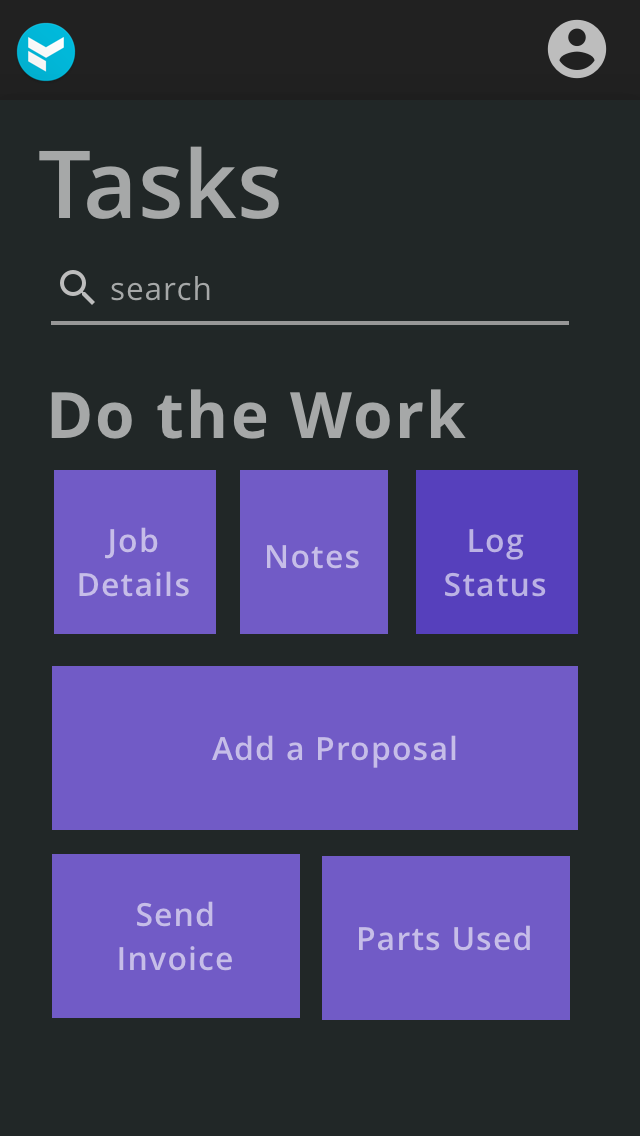 Tasks
search
Do the Work
Job
Details
Notes
Log
Status
Add a Proposal
Send
Invoice
Parts Used